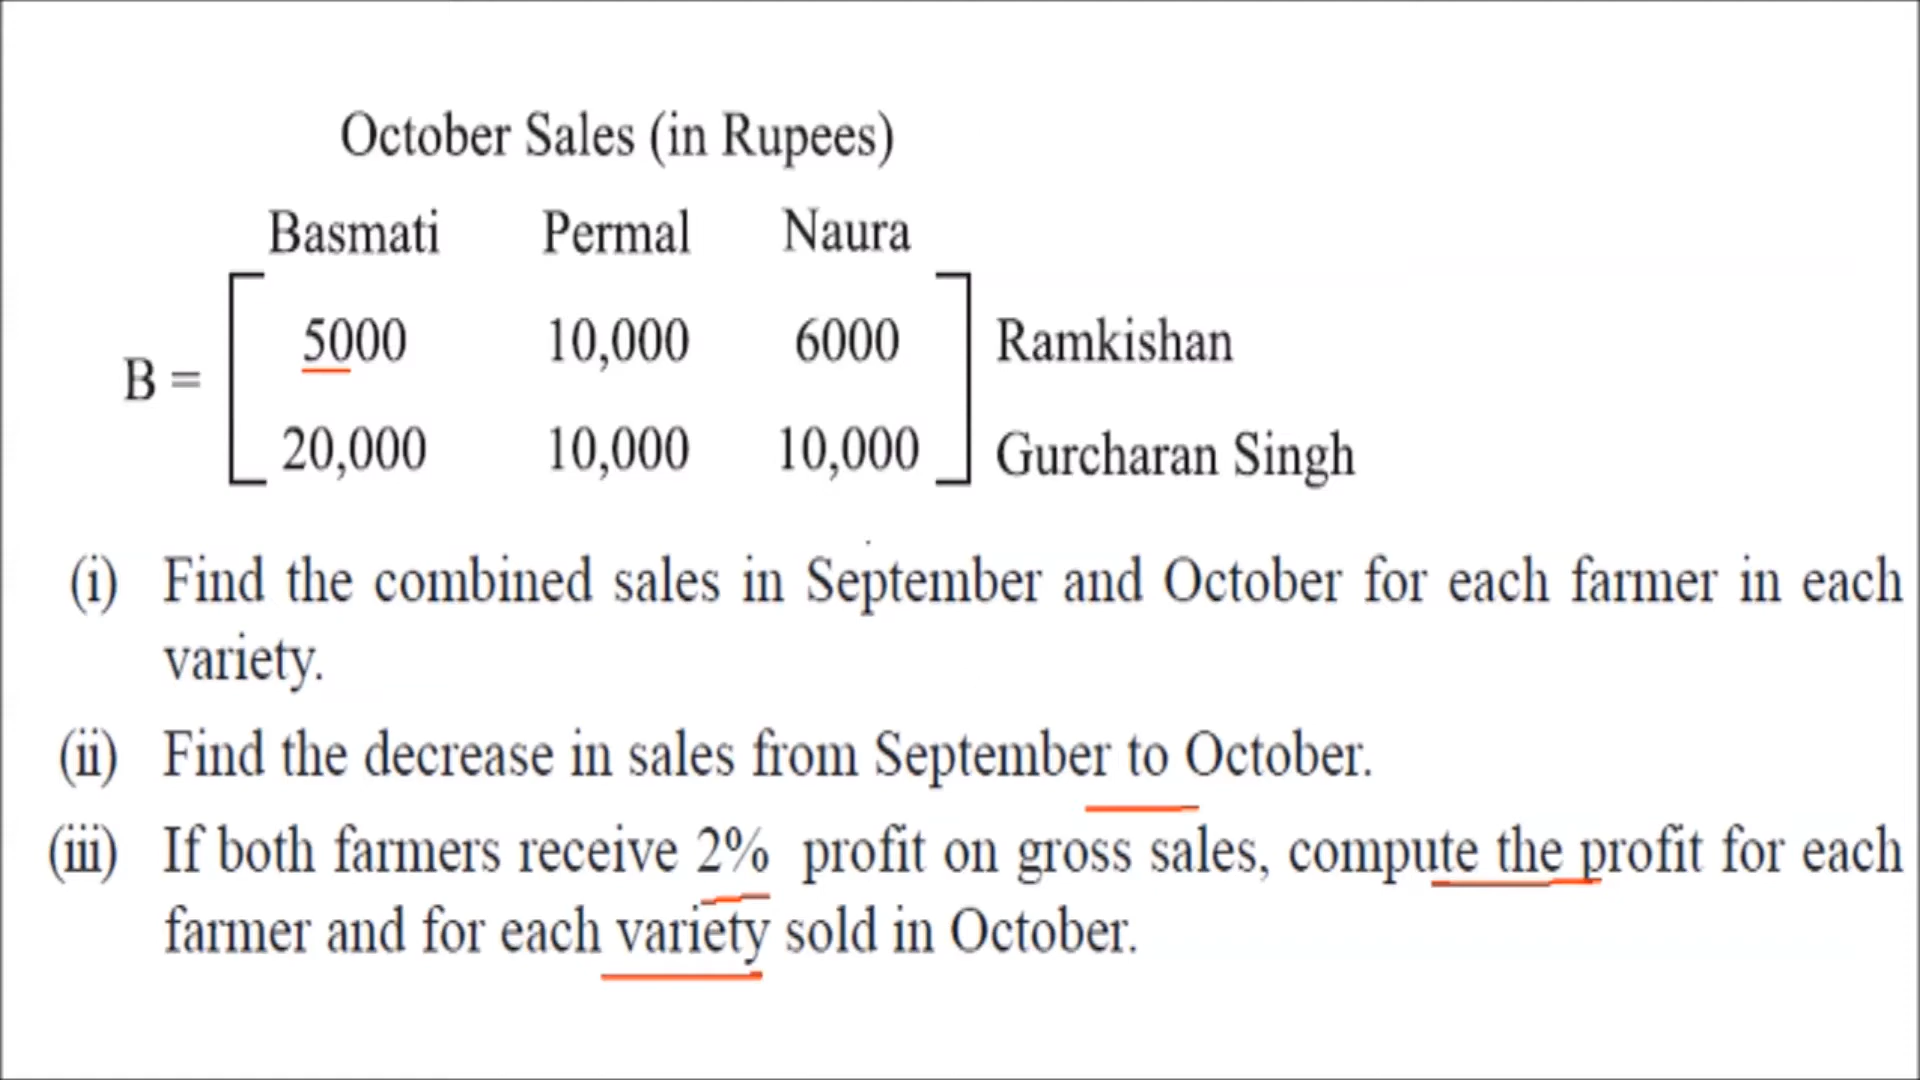 October Sales (in Rupees)
Basmati Permal Naura
B = [ 5000 10,000 6000 ] Ramkishan
20,000 10,000 10,000 Gurcharan Singh
(i) Find the combined sales in September and October for each farmer in each
variety.
(ii) Find the decrease in sales from September to October.
(iii) If both farmers receive 2% profit on gross sales, compute the profit for each
farmer and for each variety sold in October.